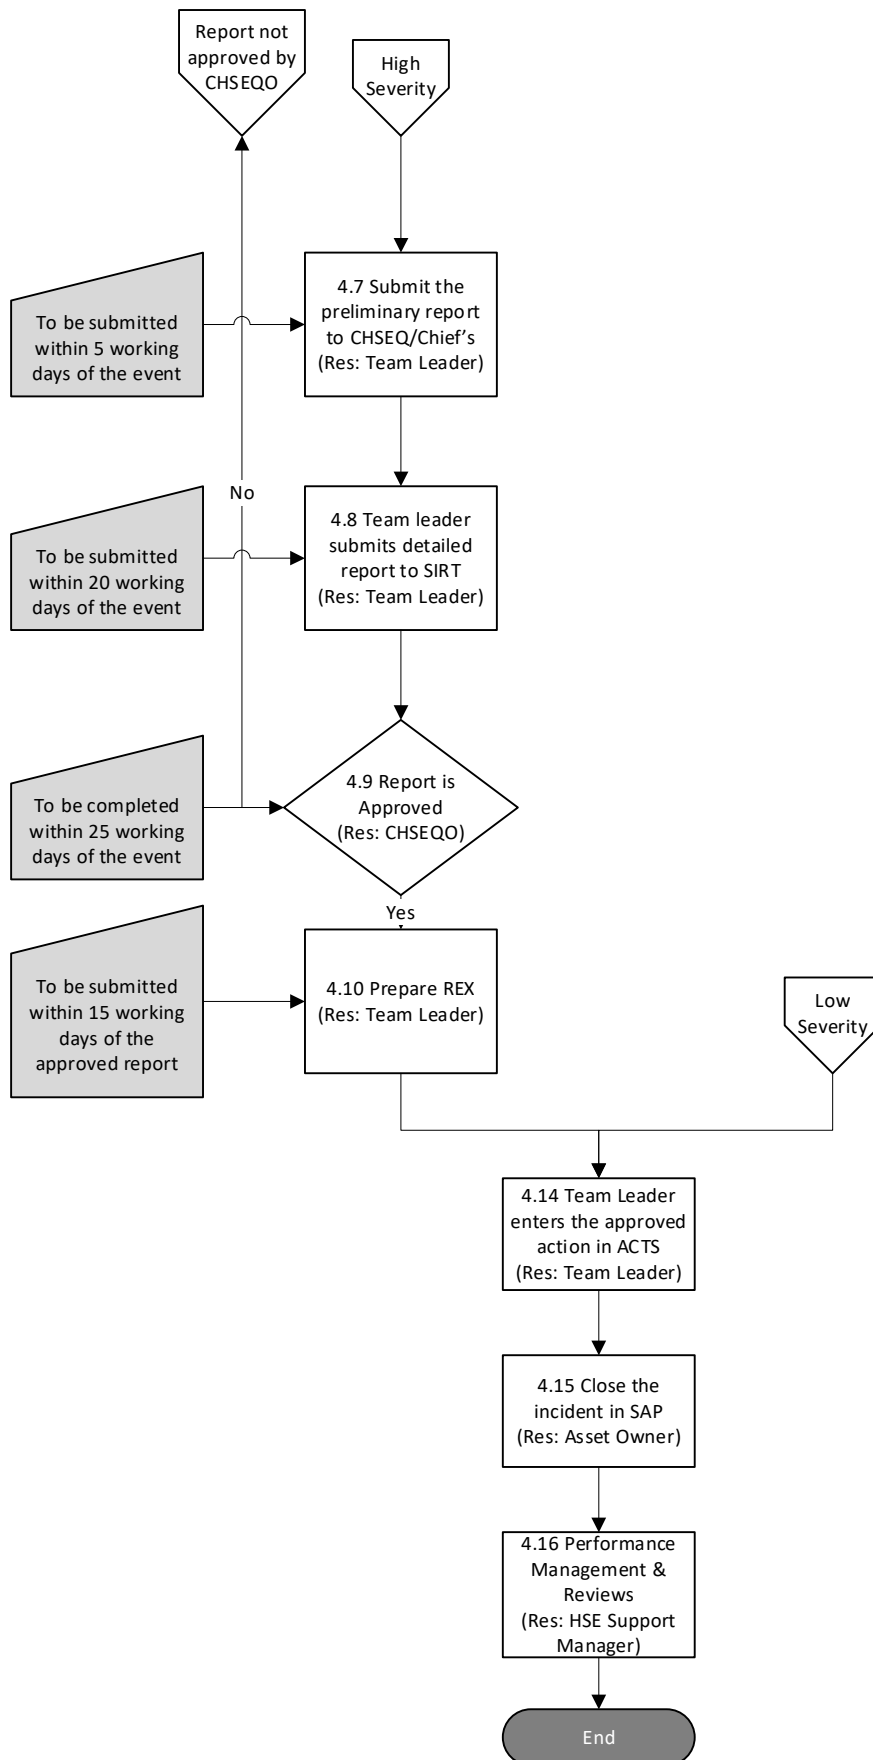 Report not
approved by
CHSEQO
High
Severity
To be submitted
within 5 working
days of the event
4.7 Submit the
preliminary report
to CHSEQ/Chief's
(Res: Team Leader)
No
To be submitted
within 20 working
days of the event
4.8 Team leader
submits detailed
report to SIRT
(Res: Team Leader)
To be completed
within 25 working
days of the event
4.9 Report is
Approved
(Res: CHSEQO)
Yes
To be submitted
within 15 working
days of the
approved report
4.10 Prepare REX
(Res: Team Leader)
Low
Severity
4.14 Team Leader
enters the approved
action in ACTS
(Res: Team Leader)
4.15 Close the
incident in SAP
(Res: Asset Owner)
4.16 Performance
Management &
Reviews
(Res: HSE Support
Manager)
End